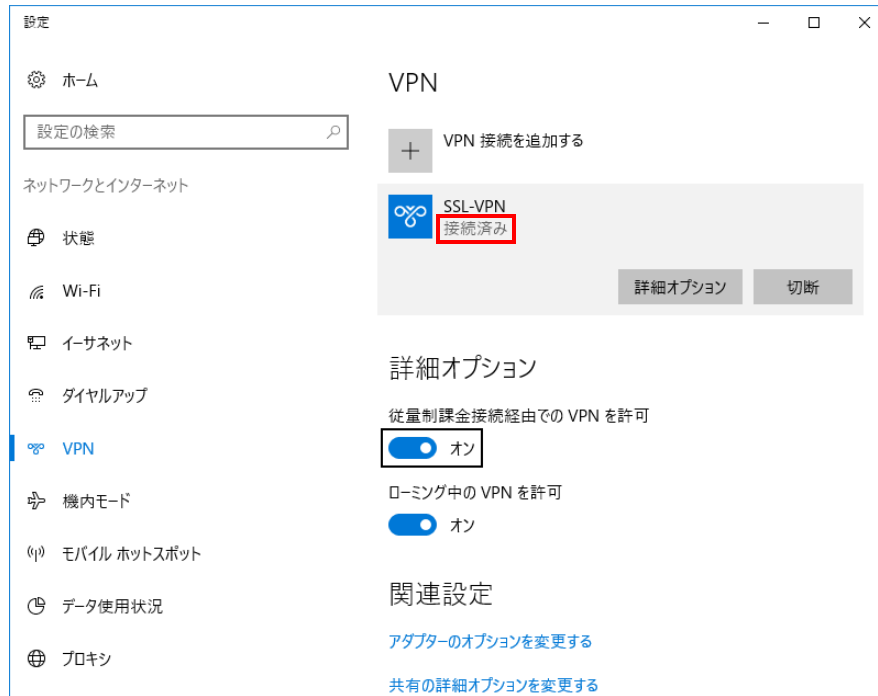 設定
ホーム
設定の検索
ネットワークとインターネット
状態
Wi-Fi
イーサネット
ダイヤルアップ
VPN
機内モード
モバイル ホットスポット
データ使用状況
プロキシ
VPN
VPN 接続を追加する
SSL-VPN
接続済み
詳細オプション 切断
詳細オプション
従量制課金接続経由での VPN を許可
オン
ローミング中の VPN を許可
オン
関連設定
アダプターのオプションを変更する
共有の詳細オプションを変更する